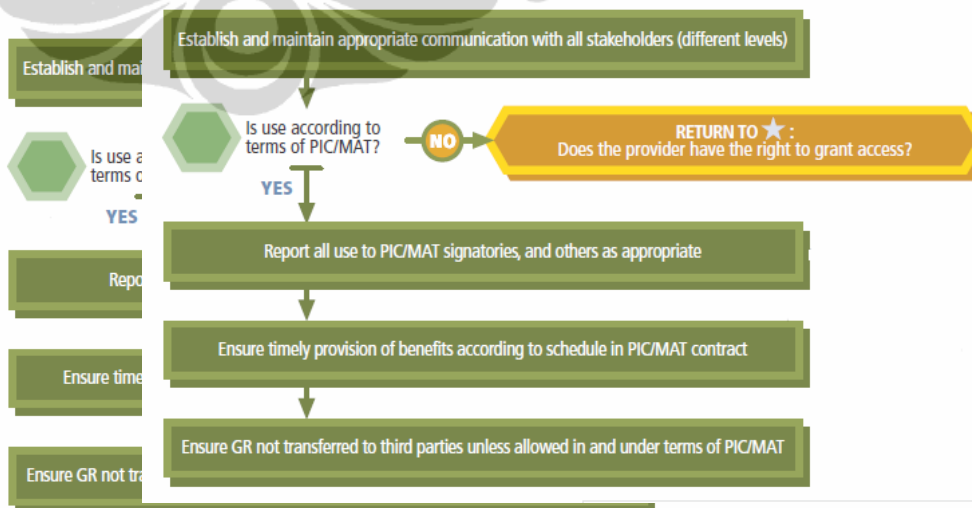 Establish and maintain appropriate communication with all stakeholders (different levels)
Establish and mai
Is use according to
terms of PIC/MAT?
NO
RETURN TO ★ :
Does the provider have the right to grant access?
Is use a
terms o
YES
YES
Report all use to PIC/MAT signatories, and others as appropriate
Repo
Ensure timely provision of benefits according to schedule in PIC/MAT contract
Ensure time
Ensure GR not transferred to third parties unless allowed in and under terms of PIC/MAT
Ensure GR not tra